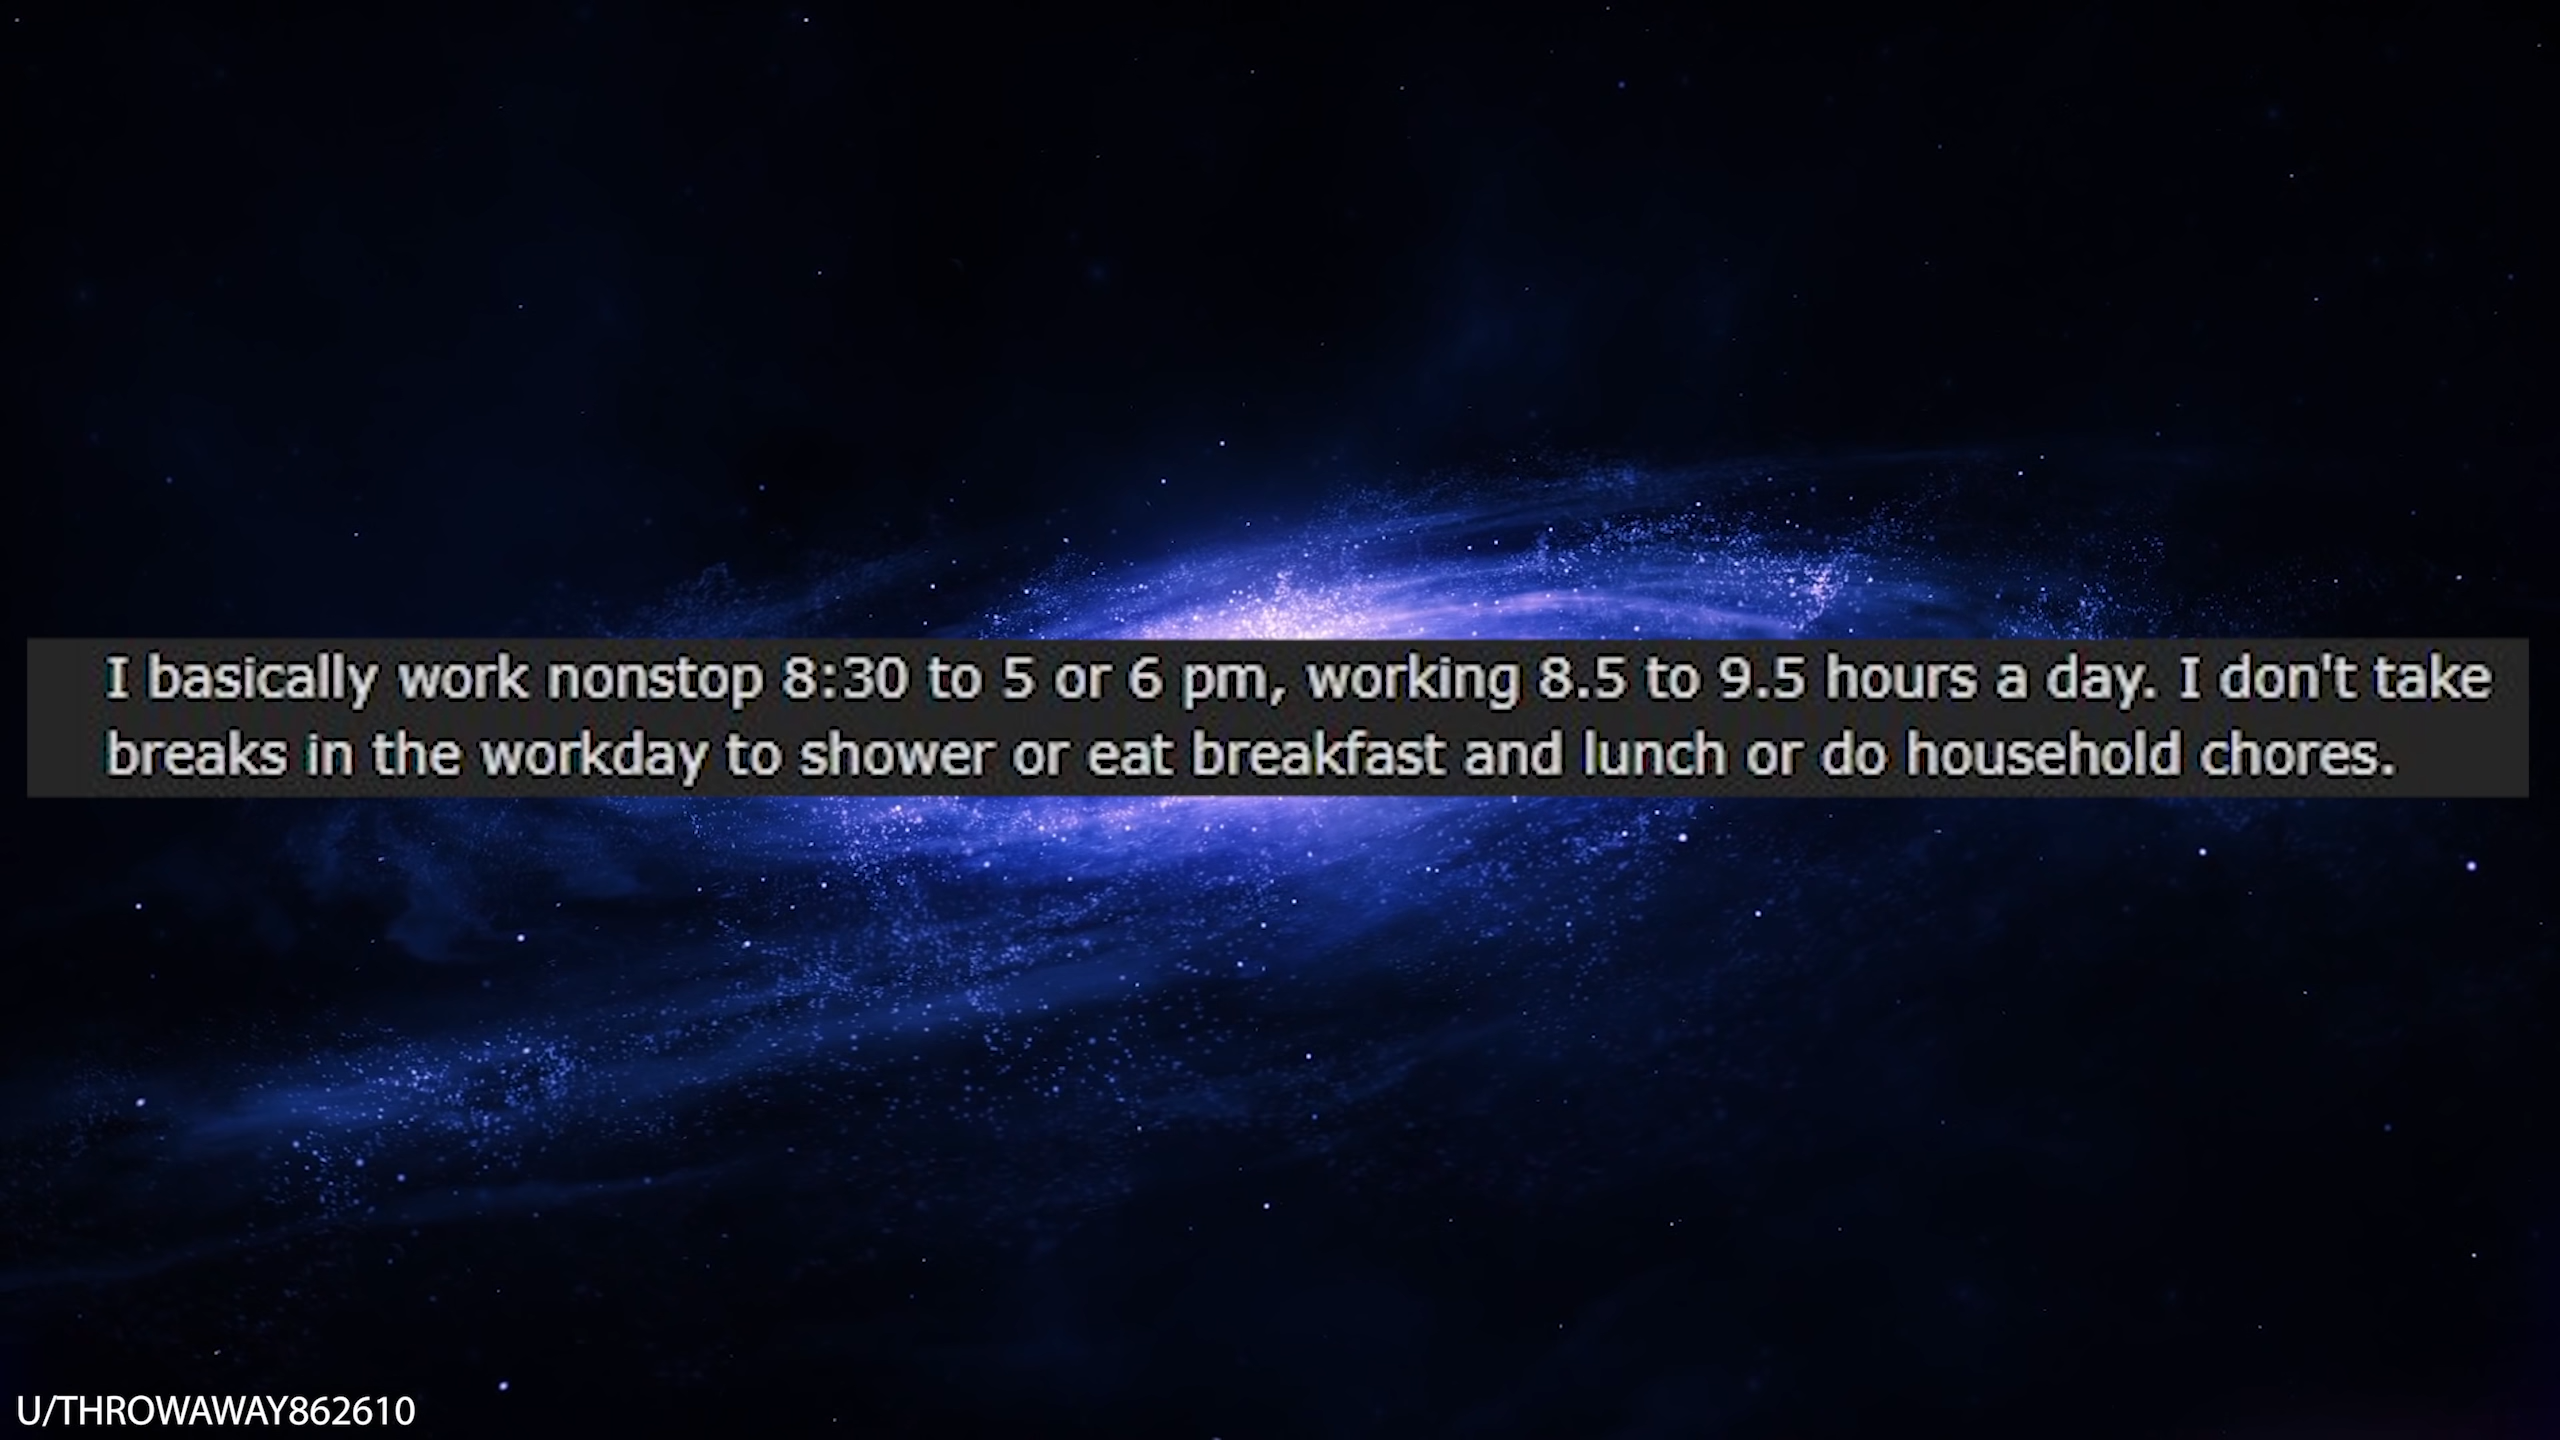 I basically work nonstop 8:30 to 5 or 6 pm, working 8.5 to 9.5 hours a day. I don't take
breaks in the workday to shower or eat breakfast and lunch or do household chores.
U/THROWAWAY862610